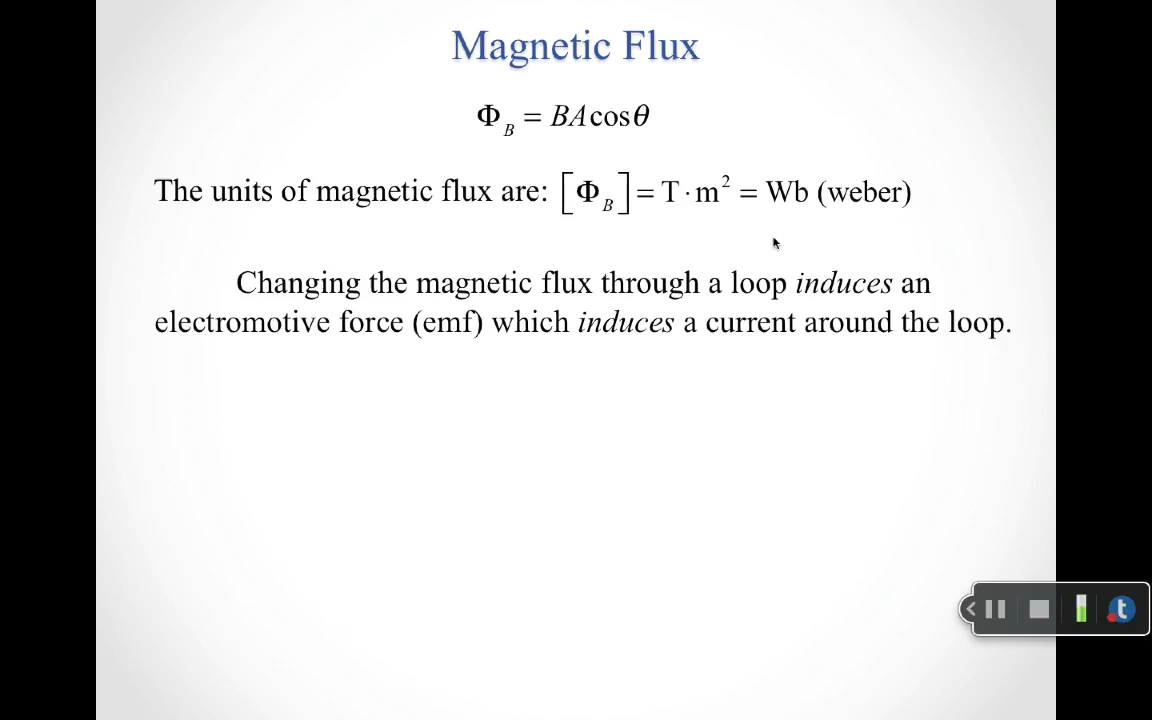 Magnetic Flux
Φ_B = BA cosθ
The units of magnetic flux are: [Φ_B] = T·m² = Wb (weber)
Changing the magnetic flux through a loop induces an
electromotive force (emf) which induces a current around the loop.
t